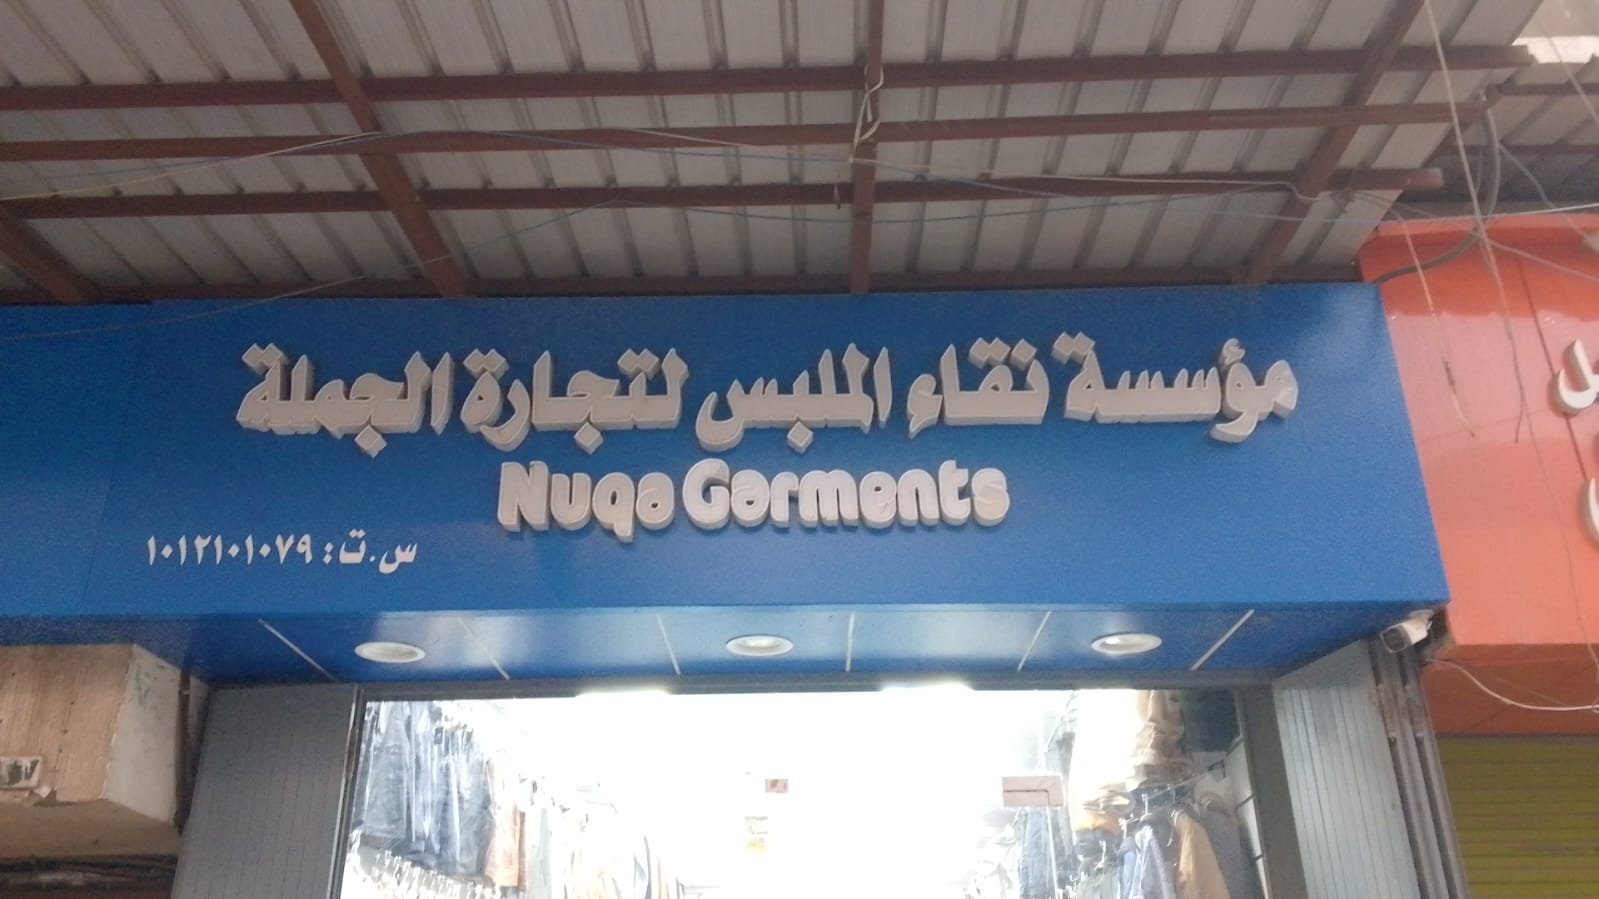 مؤسسة نقاء الملبس لتجارة الجملة
Nuqa Garments
س.ت: ١٠١٢١٠١٠٧٩